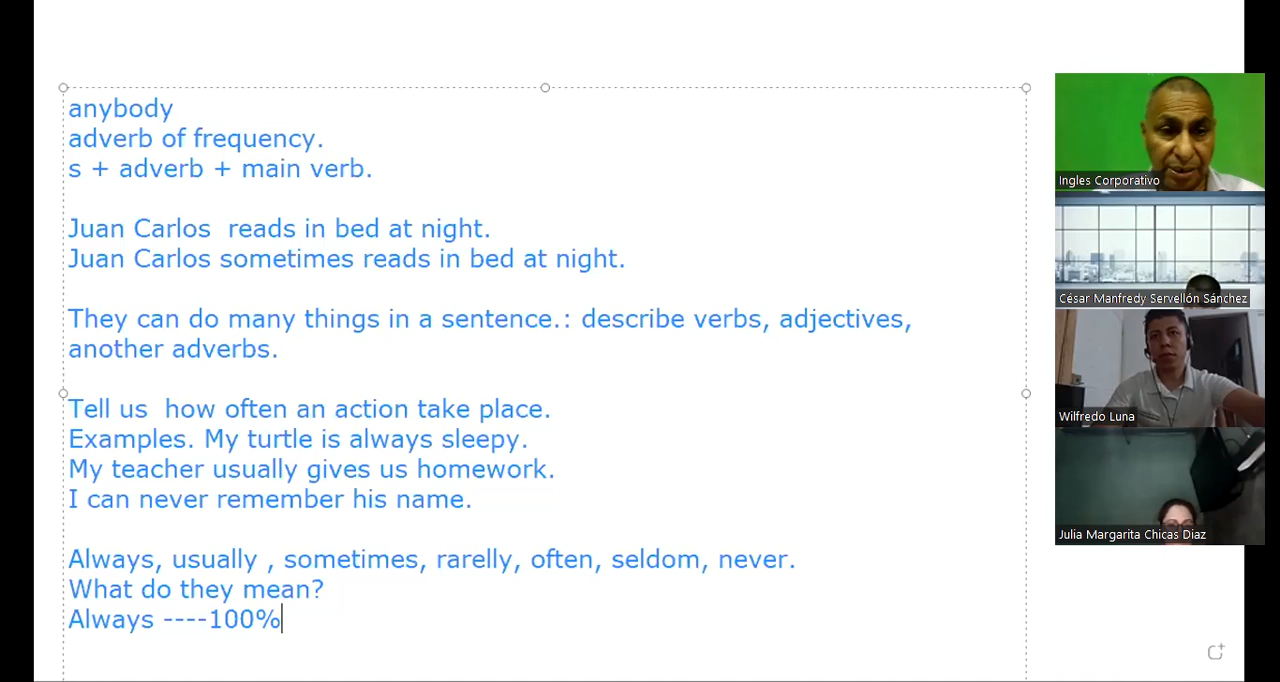 anybody
adverb of frequency.
s + adverb + main verb.
Juan Carlos  reads in bed at night.
Juan Carlos sometimes reads in bed at night.
They can do many things in a sentence.: describe verbs, adjectives,
another adverbs.
Tell us  how often an action take place.
Examples. My turtle is always sleepy.
My teacher usually gives us homework.
I can never remember his name.
Always, usually , sometimes, rarelly, often, seldom, never.
What do they mean?
Always ----100%
Ingles Corporativo
César Manfredy Servellón Sánchez
Wilfredo Luna
Julia Margarita Chicas Diaz